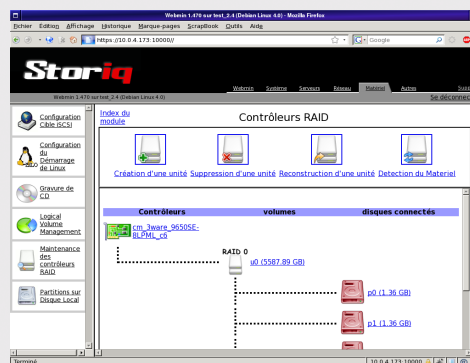 Webmin 1.470 sur test_2.4 (Debian Linux 4.0) - Mozilla Firefox
Fichier Edition Affichage Historique Marque-pages ScrapBook Outils Aide
https://10.0.4.173:10000//
Google
Storiq
Webmin Système Serveurs Réseau Matériel Autres
Webmin 1.470 sur test_2.4 (Debian Linux 4.0)
Se déconnec
Configuration Cible (iSCSI)
Configuration du Démarrage de Linux
Gravure de CD
Logical Volume Management
Maintenance des contrôleurs RAID
Partitions sur Disque Local
Index du module
Contrôleurs RAID
Création d'une unité Suppression d'une unité Reconstruction d'une unité Detection du Materiel
Contrôleurs volumes disques connectés
cm_3ware_9650SE-8LPML_c6
RAID 0
u0 (5587.89 GB)
p0 (1.36 GB)
p1 (1.36 GB)
Terminé
10.0.4.173:10000